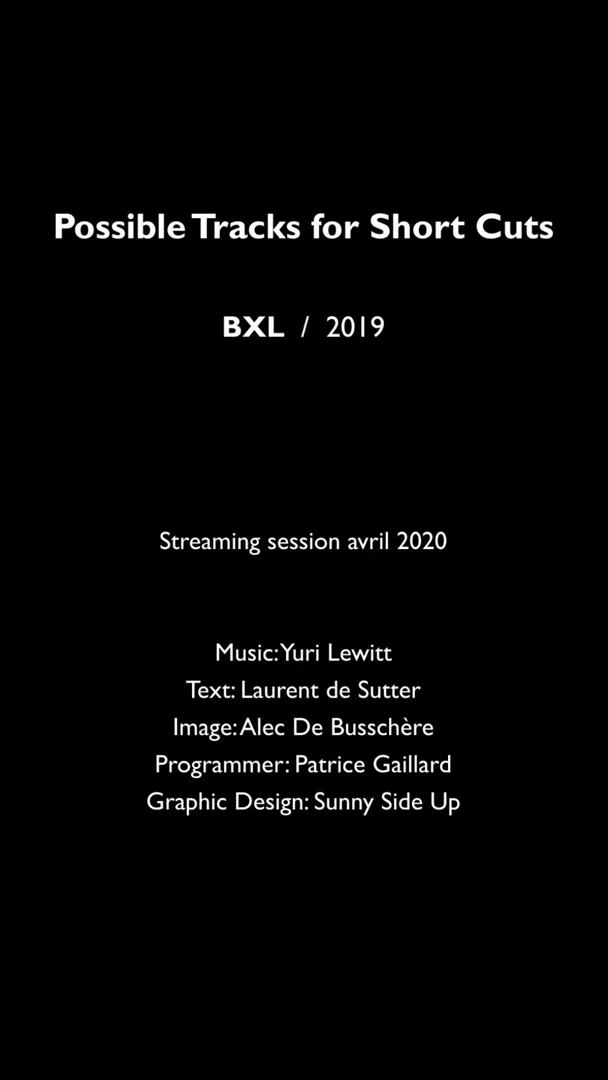 Possible Tracks for Short Cuts
BXL / 2019
Streaming session avril 2020
Music: Yuri Lewitt
Text: Laurent de Sutter
Image: Alec De Busschère
Programmer: Patrice Gaillard
Graphic Design: Sunny Side Up